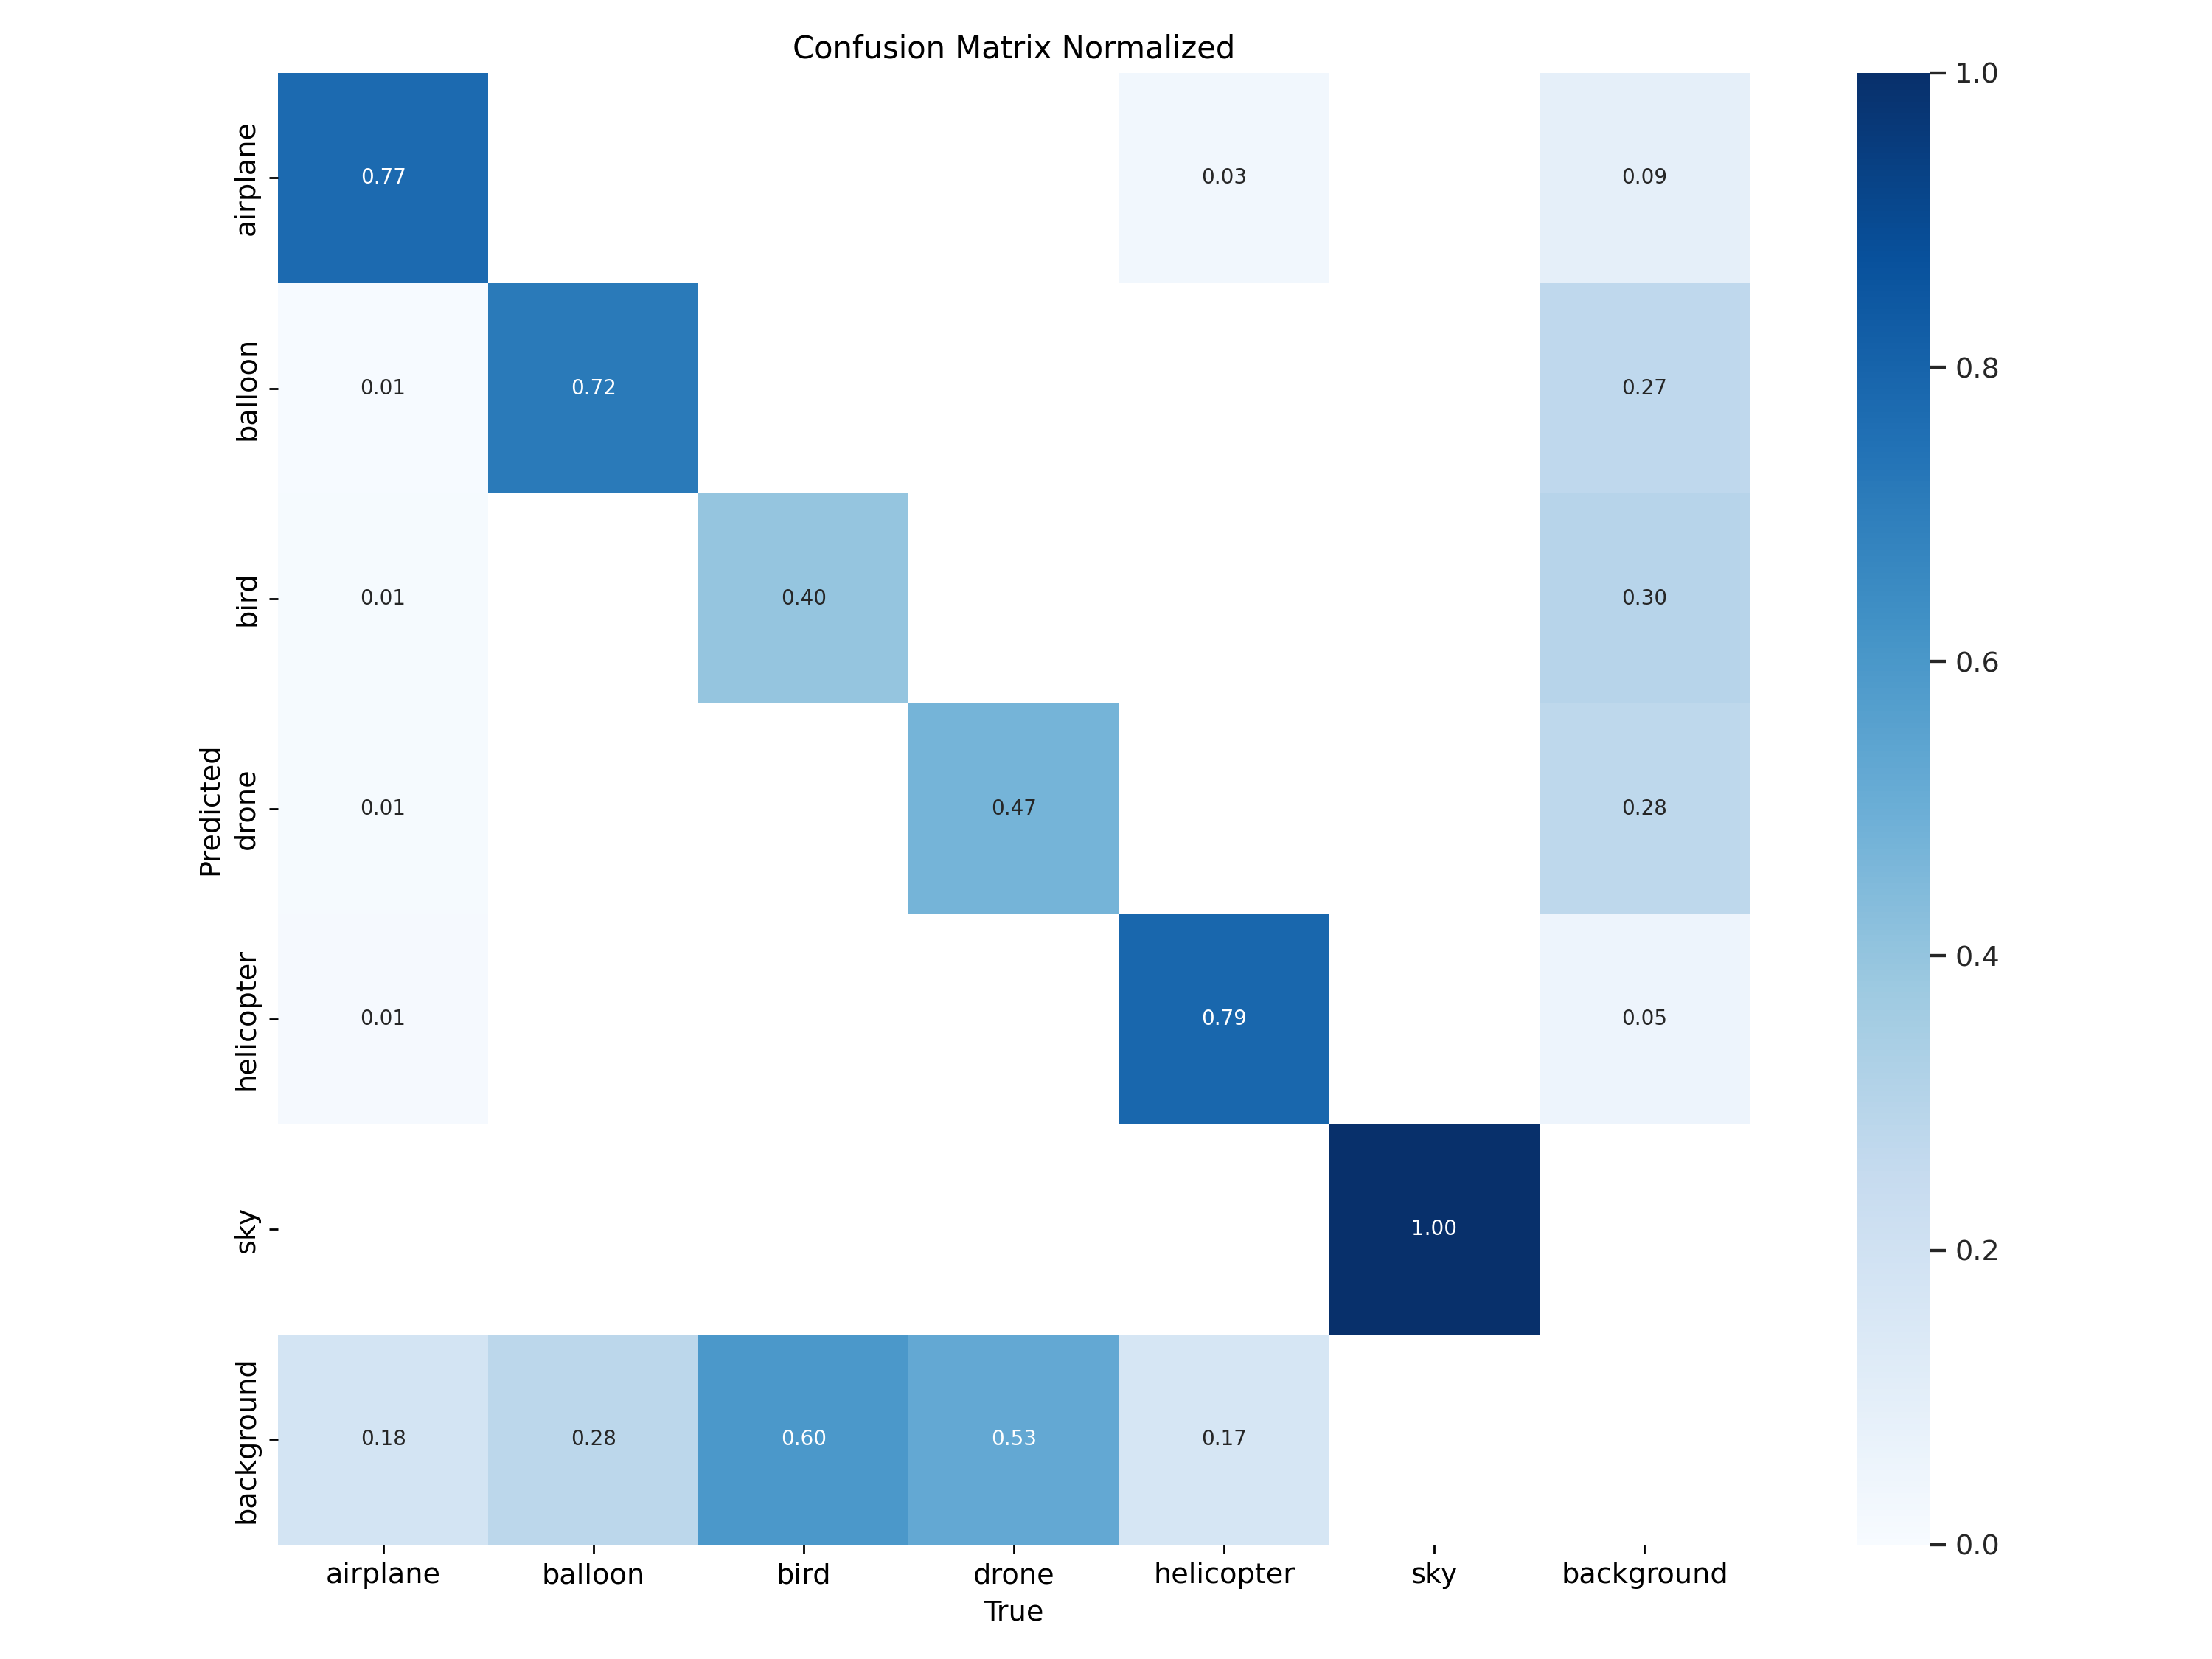 Confusion Matrix Normalized
airplane
0.77
0.03
0.09
1.0
balloon
0.01
0.72
0.27
0.8
bird
0.01
0.40
0.30
0.6
Predicted
drone
0.01
0.47
0.28
0.4
helicopter
0.01
0.79
0.05
sky
1.00
0.2
background
0.18
0.28
0.60
0.53
0.17
0.0
airplane
balloon
bird
drone
helicopter
sky
background
True